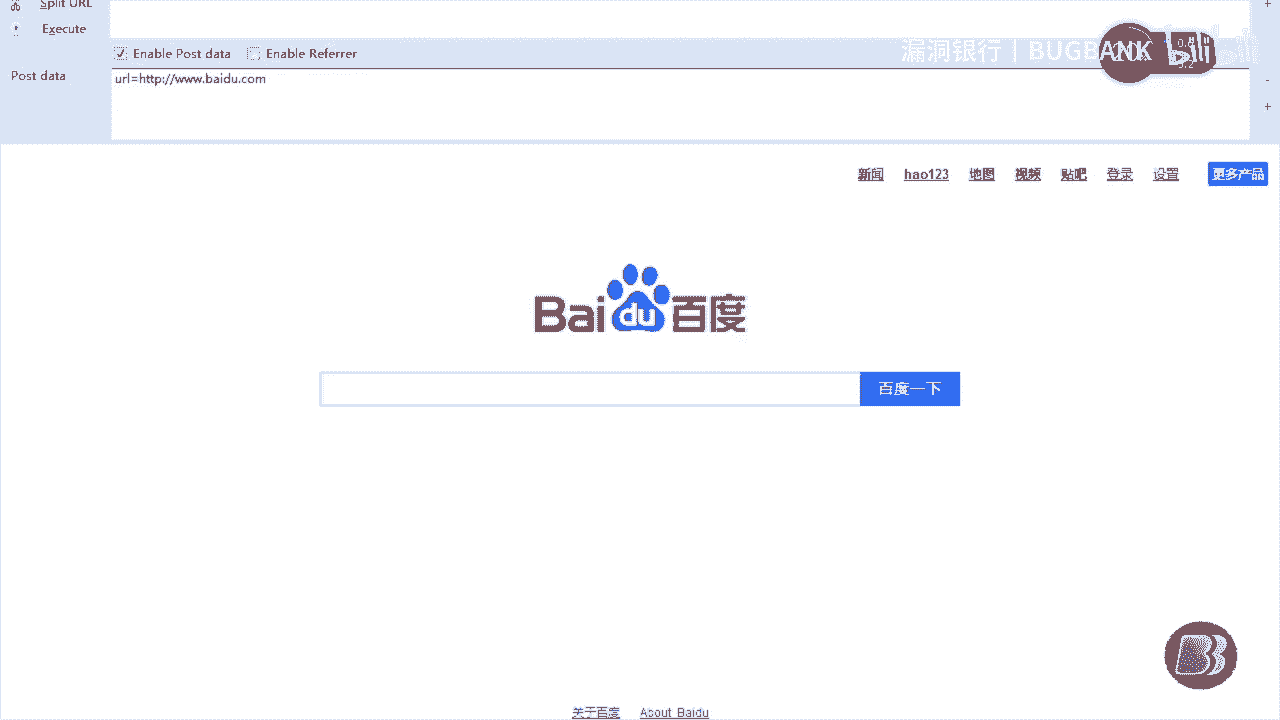 Split URL
Execute
Enable Post data Enable Referrer
漏洞银行 | BUGBANK bilibili
Post data
url=http://www.baidu.com
新闻 hao123 地图 视频 贴吧 登录 设置 更多产品
Bai du 百度
百度一下
关于百度 About Baidu